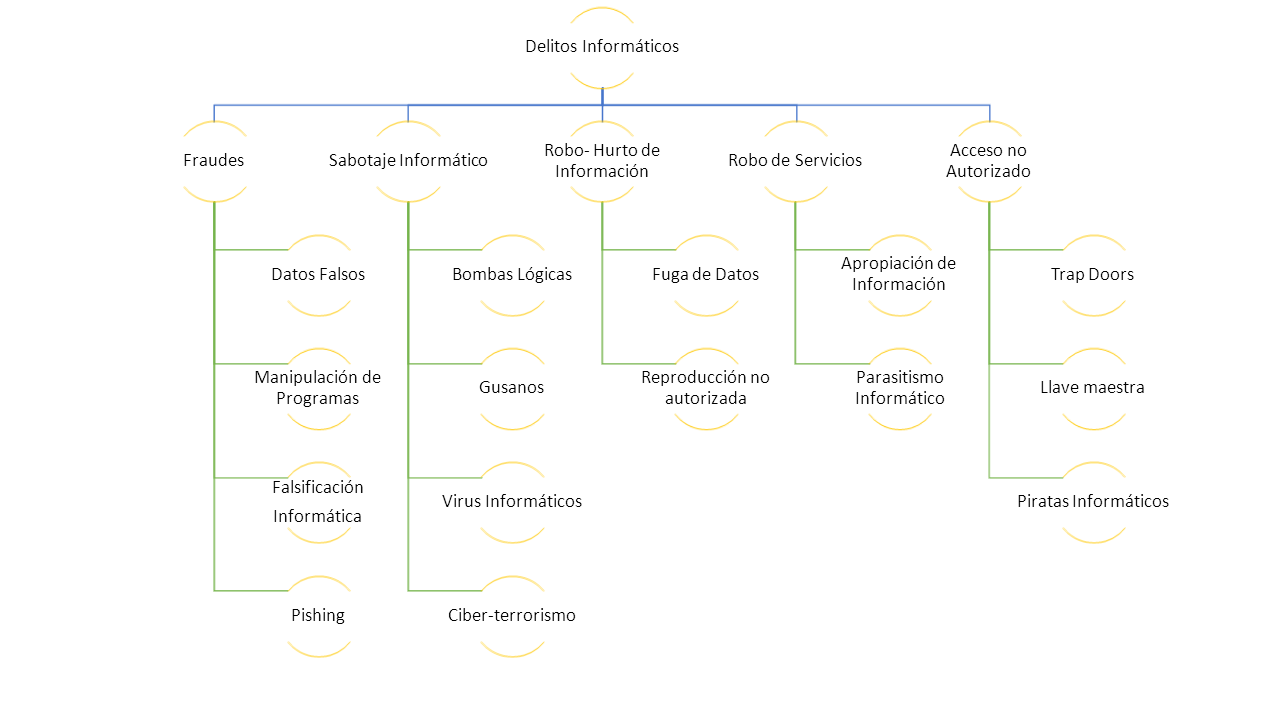 Delitos Informáticos
Fraudes
Sabotaje Informático
Robo- Hurto de
Información
Robo de Servicios
Acceso no
Autorizado
Datos Falsos
Manipulación de
Programas
Falsificación
Informática
Pishing
Bombas Lógicas
Gusanos
Virus Informáticos
Ciber-terrorismo
Fuga de Datos
Reproducción no
autorizada
Apropiación de
Información
Parasitismo
Informático
Trap Doors
Llave maestra
Piratas Informáticos